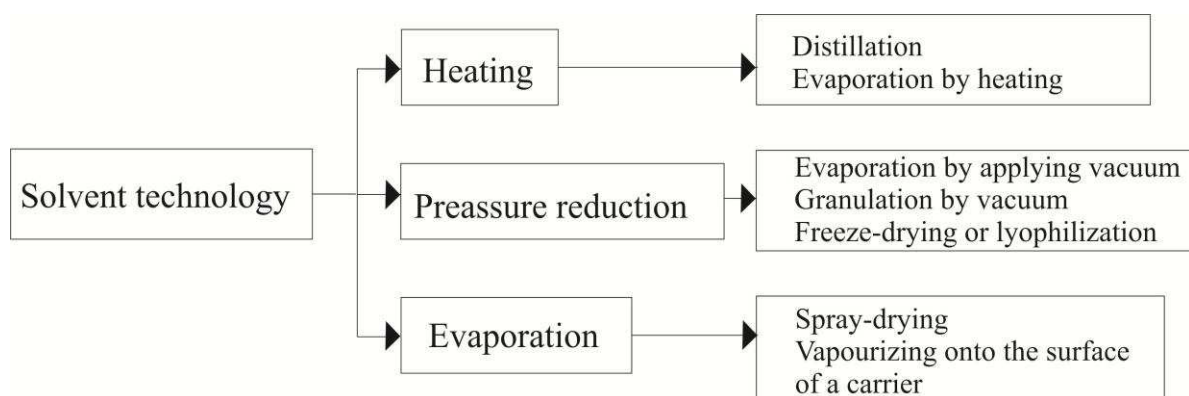 Solvent technology
Heating
Distillation
Evaporation by heating
Preassure reduction
Evaporation by applying vacuum
Granulation by vacuum
Freeze-drying or lyophilization
Evaporation
Spray-drying
Vapourizing onto the surface
of a carrier